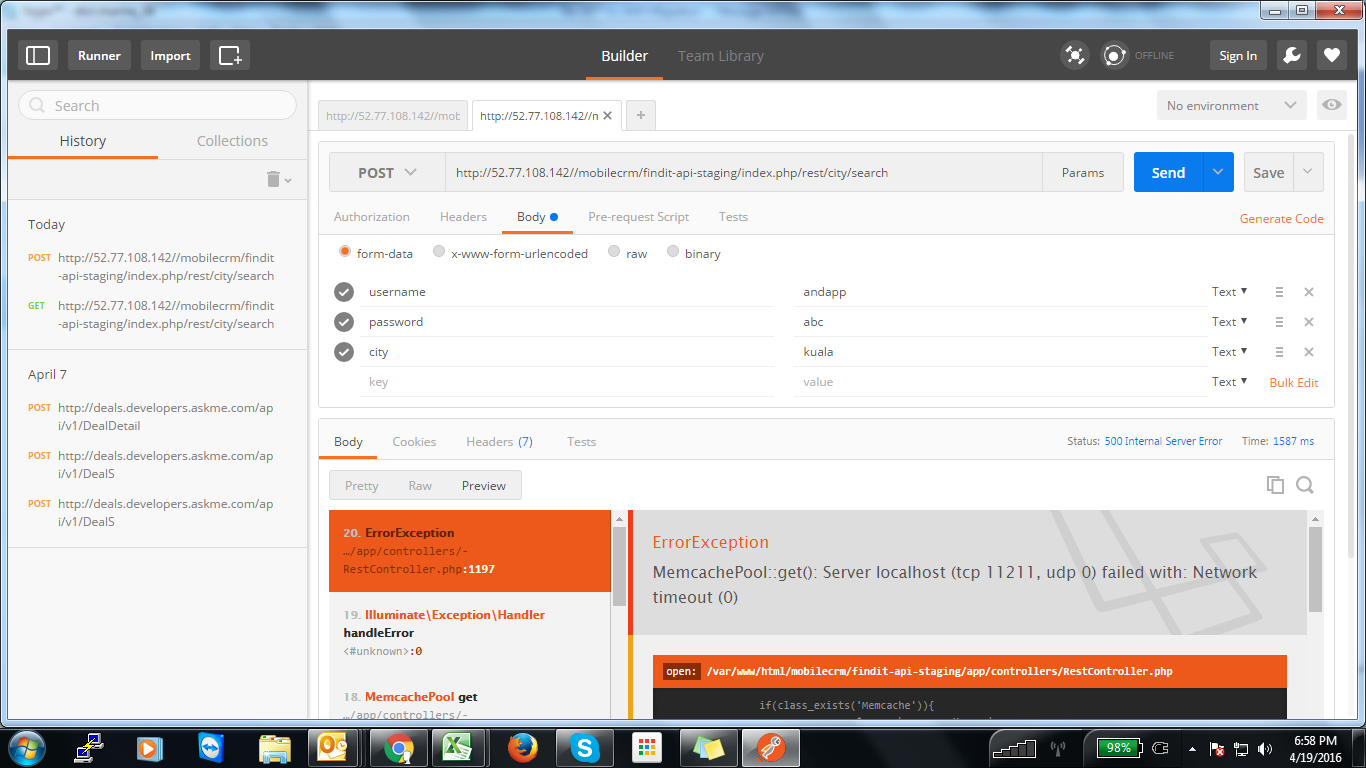 Runner
Import
Builder
Team Library
OFFLINE
Sign In
Search
History
Collections
Today
POST http://52.77.108.142//mobilecrm/findit
-api-staging/index.php/rest/city/search
GET http://52.77.108.142//mobilecrm/findit
-api-staging/index.php/rest/city/search
April 7
POST http://deals.developers.askme.com/ap
i/v1/DealDetail
POST http://deals.developers.askme.com/ap
i/v1/DealS
POST http://deals.developers.askme.com/ap
i/v1/DealS
http://52.77.108.142//mob
http://52.77.108.142//n
No environment
POST
http://52.77.108.142//mobilecrm/findit-api-staging/index.php/rest/city/search
Params
Send
Save
Authorization
Headers
Body
Pre-request Script
Tests
Generate Code
form-data
x-www-form-urlencoded
raw
binary
username andapp Text
password abc Text
city kuala Text
key value Text Bulk Edit
Body
Cookies
Headers (7)
Tests
Status: 500 Internal Server Error
Time: 1587 ms
Pretty
Raw
Preview
20. ErrorException
…/app/controllers/-
RestController.php:1197
19. Illuminate\Exception\Handler
handleError
<#unknown>:0
18. MemcachePool get
…/app/controllers/-
ErrorException
MemcachePool::get(): Server localhost (tcp 11211, udp 0) failed with: Network
timeout (0)
open: /var/www/html/mobilecrm/findit-api-staging/app/controllers/RestController.php
if(class_exists('Memcache')){
98%
6:58 PM
4/19/2016